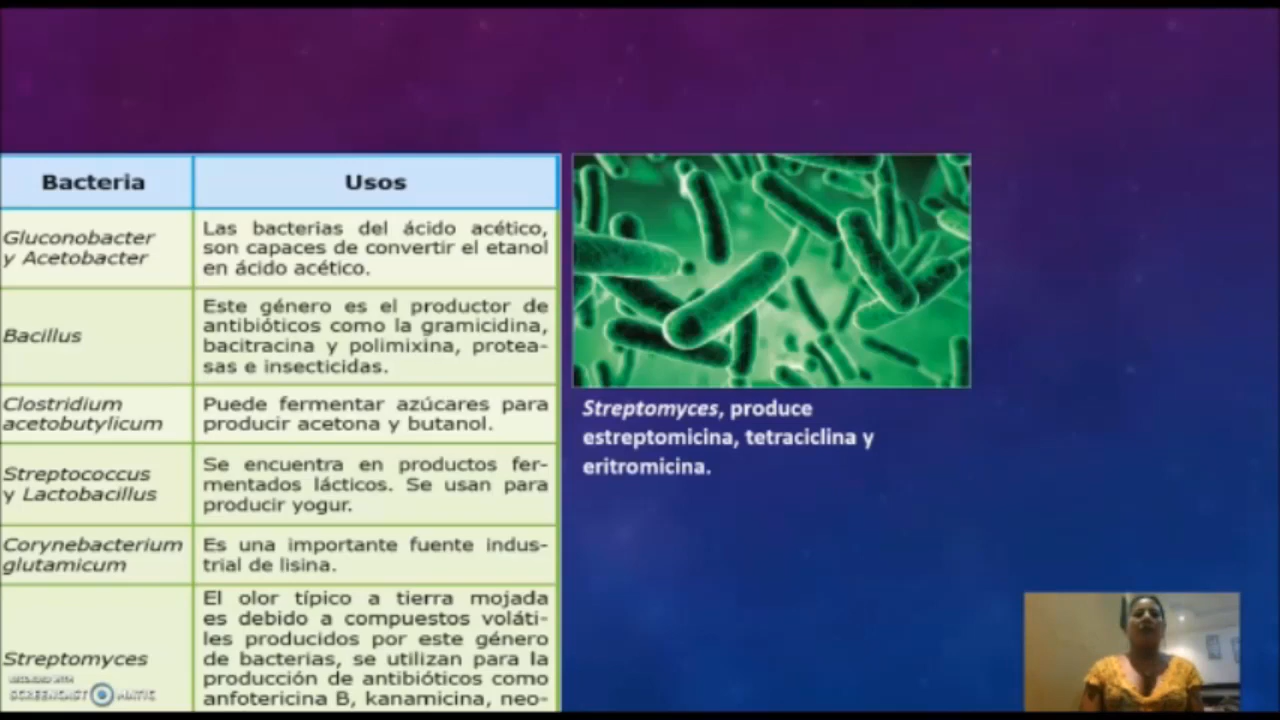 Bacteria
Usos
Gluconobacter
y Acetobacter
Las bacterias del ácido acético,
son capaces de convertir el etanol
en ácido acético.
Bacillus
Este género es el productor de
antibióticos como la gramicidina,
bacitracina y polimixina, protea-
sas e insecticidas.
Clostridium
acetobutylicum
Puede fermentar azúcares para
producir acetona y butanol.
Streptococcus
y Lactobacillus
Se encuentra en productos fer-
mentados lácticos. Se usan para
producir yogur.
Corynebacterium
glutamicum
Es una importante fuente indus-
trial de lisina.
Streptomyces
El olor típico a tierra mojada
es debido a compuestos voláti-
les producidos por este género
de bacterias, se utilizan para la
producción de antibióticos como
anfotericina B, kanamicina, neo-
Streptomyces, produce
estreptomicina, tetraciclina y
eritromicina.
RECORDED WITH
SCREENCAST MATIC